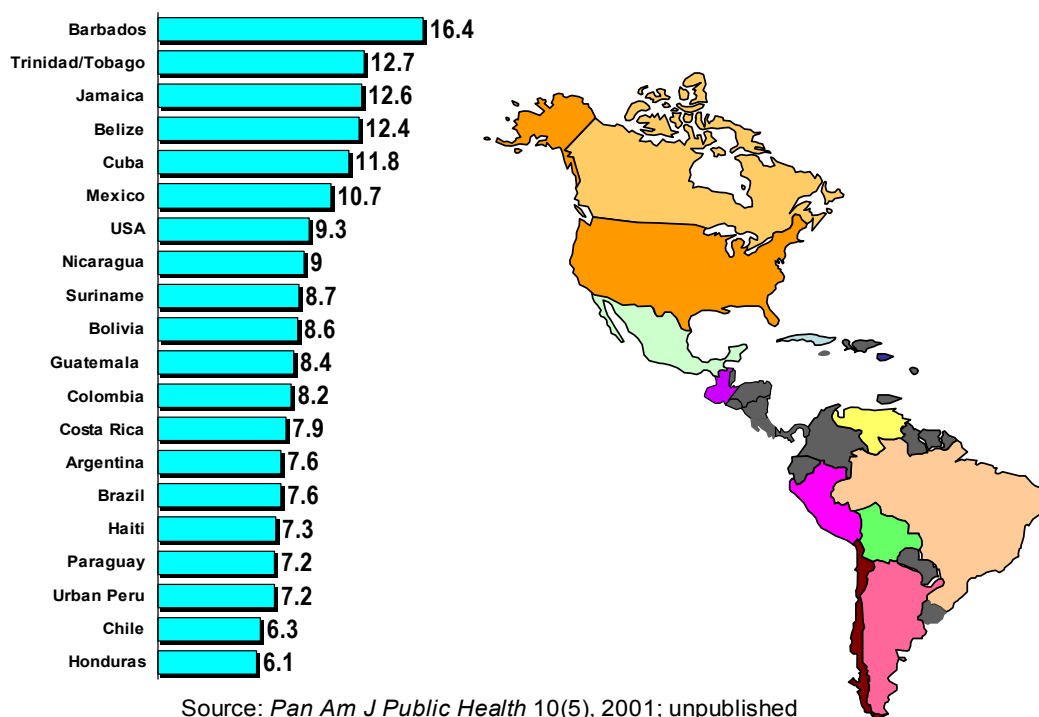 Barbados 16.4
Trinidad/Tobago 12.7
Jamaica 12.6
Belize 12.4
Cuba 11.8
Mexico 10.7
USA 9.3
Nicaragua 9
Suriname 8.7
Bolivia 8.6
Guatemala 8.4
Colombia 8.2
Costa Rica 7.9
Argentina 7.6
Brazil 7.6
Haiti 7.3
Paraguay 7.2
Urban Peru 7.2
Chile 6.3
Honduras 6.1
Source: Pan Am J Public Health 10(5), 2001; unpublished